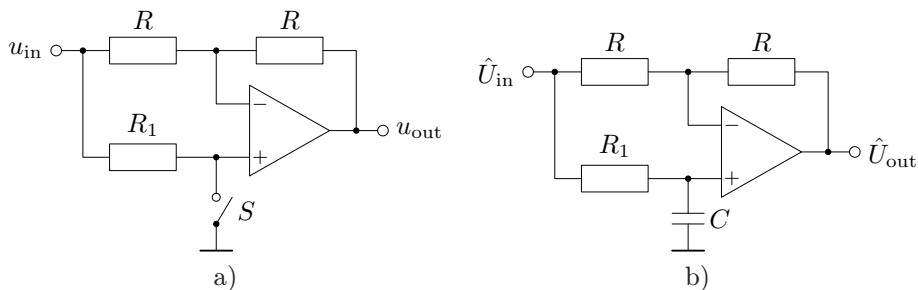 R
R
u_in
R_1
−
+
u_out
S
a)
R
R
Û_in
R_1
−
+
Û_out
C
b)